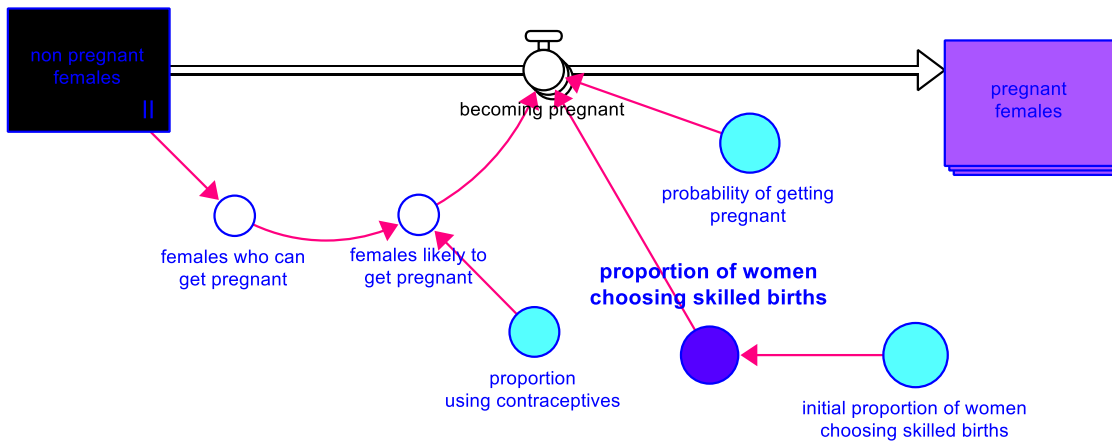 non pregnant
females
becoming pregnant
pregnant
females
probability of getting
pregnant
females who can
get pregnant
females likely to
get pregnant
proportion of women
choosing skilled births
proportion
using contraceptives
initial proportion of women
choosing skilled births